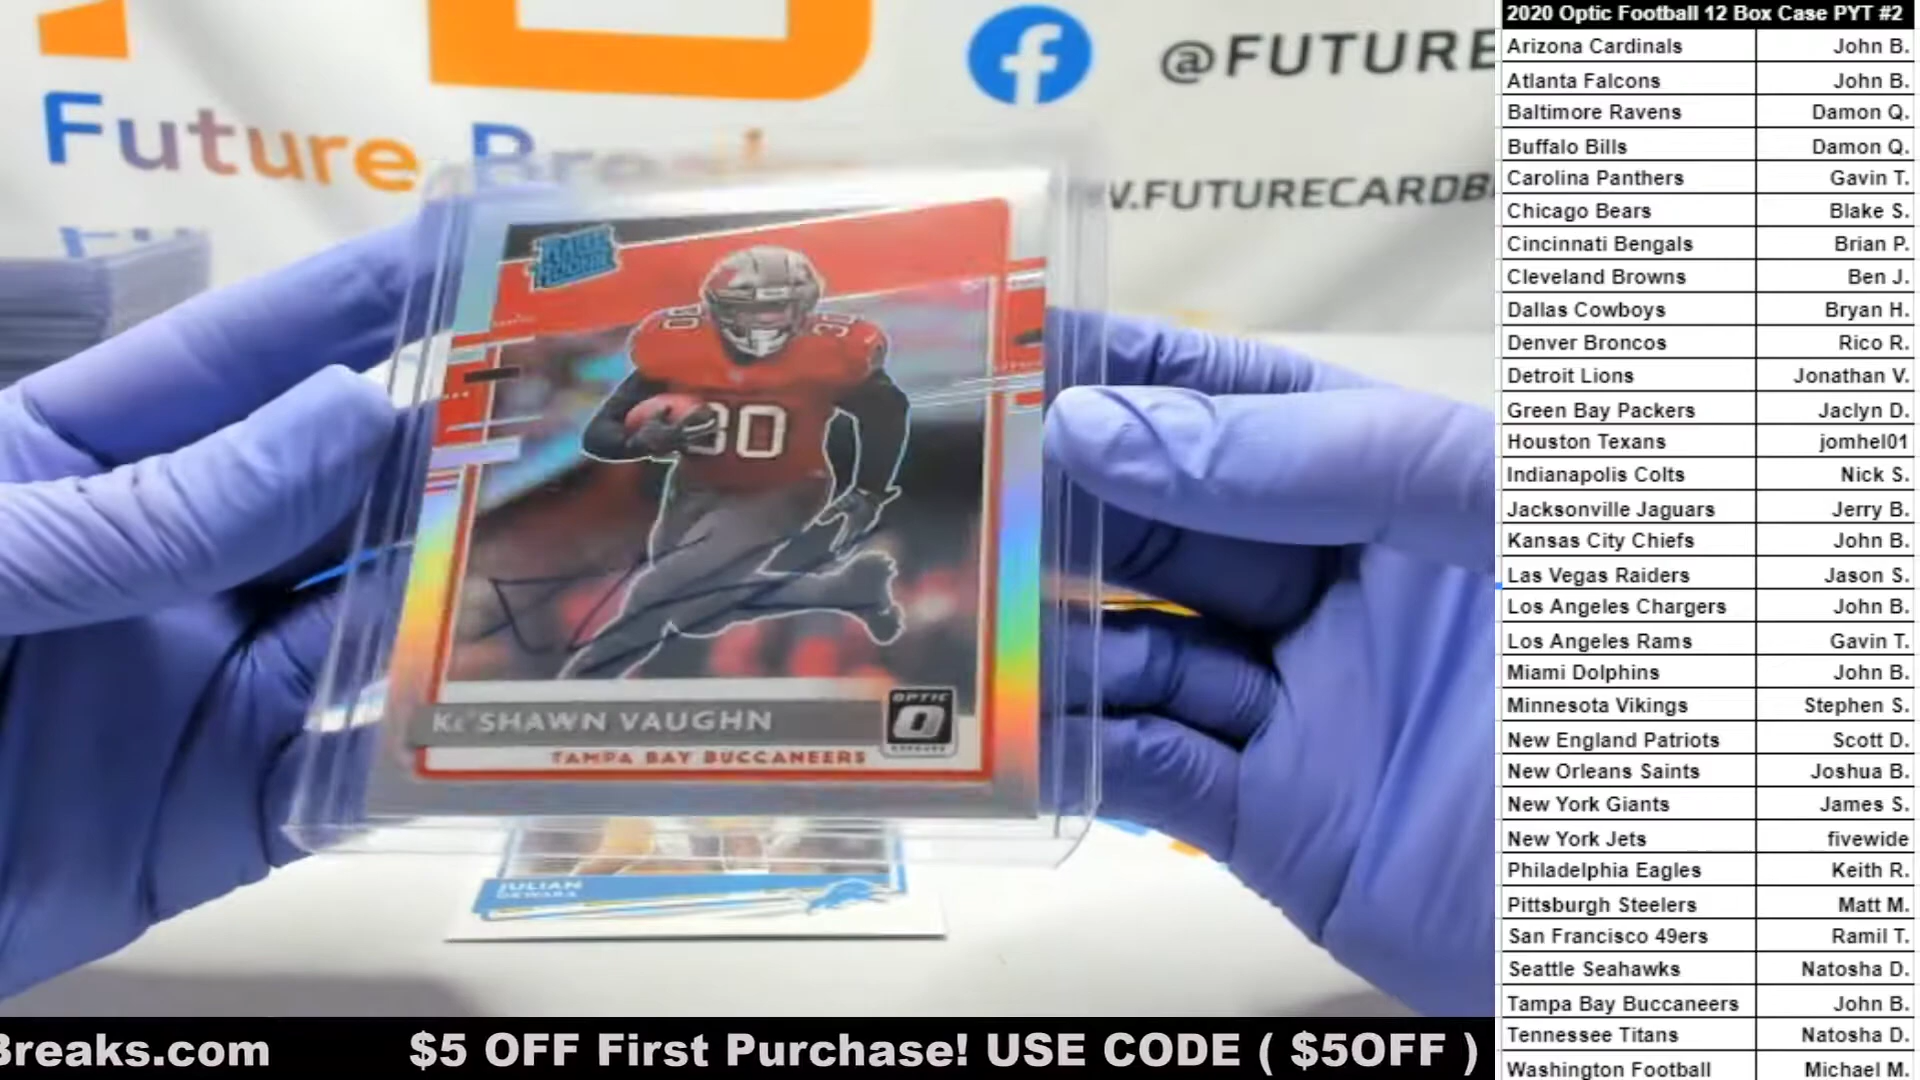 Future Breaks
@FUTURE
W.FUTURECARDB
RATED
ROOKIE
30
30
30
KE'SHAWN VAUGHN
OPTIC
TAMPA BAY BUCCANEERS
JULIAN
OKWARA
Breaks.com $5 OFF First Purchase! USE CODE ( $5OFF )
2020 Optic Football 12 Box Case PYT #2
Arizona Cardinals John B.
Atlanta Falcons John B.
Baltimore Ravens Damon Q.
Buffalo Bills Damon Q.
Carolina Panthers Gavin T.
Chicago Bears Blake S.
Cincinnati Bengals Brian P.
Cleveland Browns Ben J.
Dallas Cowboys Bryan H.
Denver Broncos Rico R.
Detroit Lions Jonathan V.
Green Bay Packers Jaclyn D.
Houston Texans jomhel01
Indianapolis Colts Nick S.
Jacksonville Jaguars Jerry B.
Kansas City Chiefs John B.
Las Vegas Raiders Jason S.
Los Angeles Chargers John B.
Los Angeles Rams Gavin T.
Miami Dolphins John B.
Minnesota Vikings Stephen S.
New England Patriots Scott D.
New Orleans Saints Joshua B.
New York Giants James S.
New York Jets fivewide
Philadelphia Eagles Keith R.
Pittsburgh Steelers Matt M.
San Francisco 49ers Ramil T.
Seattle Seahawks Natosha D.
Tampa Bay Buccaneers John B.
Tennessee Titans Natosha D.
Washington Football Michael M.